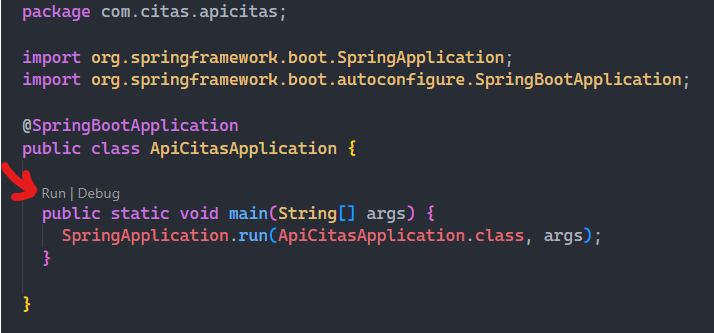 package com.citas.apicitas;
import org.springframework.boot.SpringApplication;
import org.springframework.boot.autoconfigure.SpringBootApplication;
@SpringBootApplication
public class ApiCitasApplication {
Run | Debug
public static void main(String[] args) {
SpringApplication.run(ApiCitasApplication.class, args);
}
}